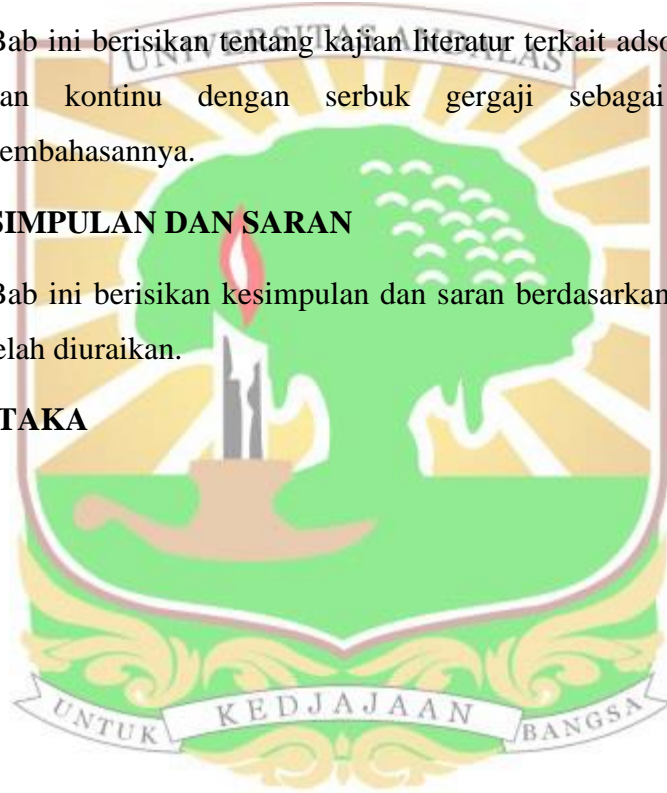 Bab ini berisikan tentang kajian literatur terkait adso
UNIVERSITAS ANDALAS
an kontinu dengan serbuk gergaji sebagai
embahasannya.
SIMPULAN DAN SARAN
Bab ini berisikan kesimpulan dan saran berdasarkan
elah diuraikan.
TAKA
UNTUK KEDJAJAAN BANGSA